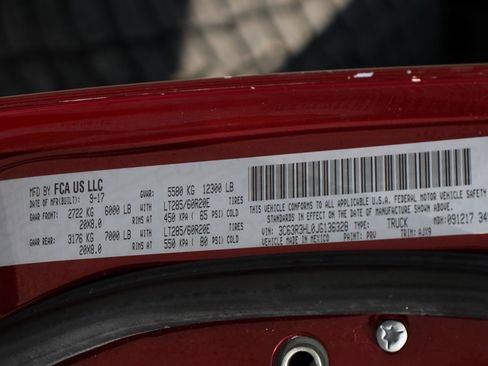 MFD BY FCA US LLC
DATE OF MFR(BUILT): 9-17 GVWR: 5580 KG 12300 LB
GAWR FRONT: 2722 KG 6000 LB WITH LT285/60R20E TIRES
20X8.0 RIMS AT 450 KPA ( 65 PSI) COLD
GAWR REAR: 3176 KG 7000 LB WITH LT285/60R20E TIRES
20X8.0 RIMS AT 550 KPA ( 80 PSI) COLD
THIS VEHICLE CONFORMS TO ALL APPLICABLE U.S.A. FEDERAL MOTOR VEHICLE SAFETY
STANDARDS IN EFFECT ON THE DATE OF MANUFACTURE SHOWN ABOVE.
VIN: 3C63R3HL0JG136328 TYPE: TRUCK MDH: 091217
MADE IN MEXICO PAINT: PRV TRIM: AJX9